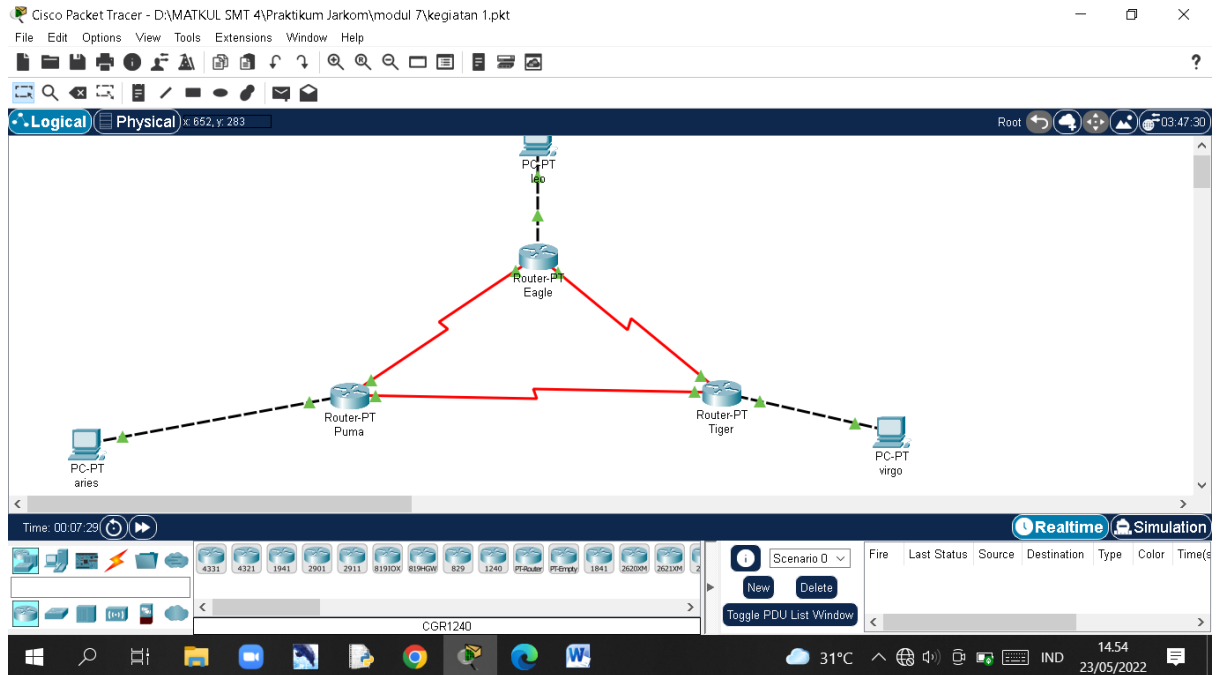 Cisco Packet Tracer - D:\MATKUL SMT 4\Praktikum Jarkom\modul 7\kegiatan 1.pkt
File Edit Options View Tools Extensions Window Help
?
Logical Physical x: 652, y: 283 Root 03:47:30
PC-PT
leo
Router-PT
Eagle
Router-PT
Puma
Router-PT
Tiger
PC-PT
aries
PC-PT
virgo
Time: 00:07:29 Realtime Simulation
4331 4321 1941 2901 2911 819IOX 819HGW 829 1240 PT-Router PT-Empty 1841 2620XM 2621XM 2
CGR1240
Scenario 0
New Delete
Toggle PDU List Window
Fire Last Status Source Destination Type Color Time(s
31°C IND 14.54
23/05/2022